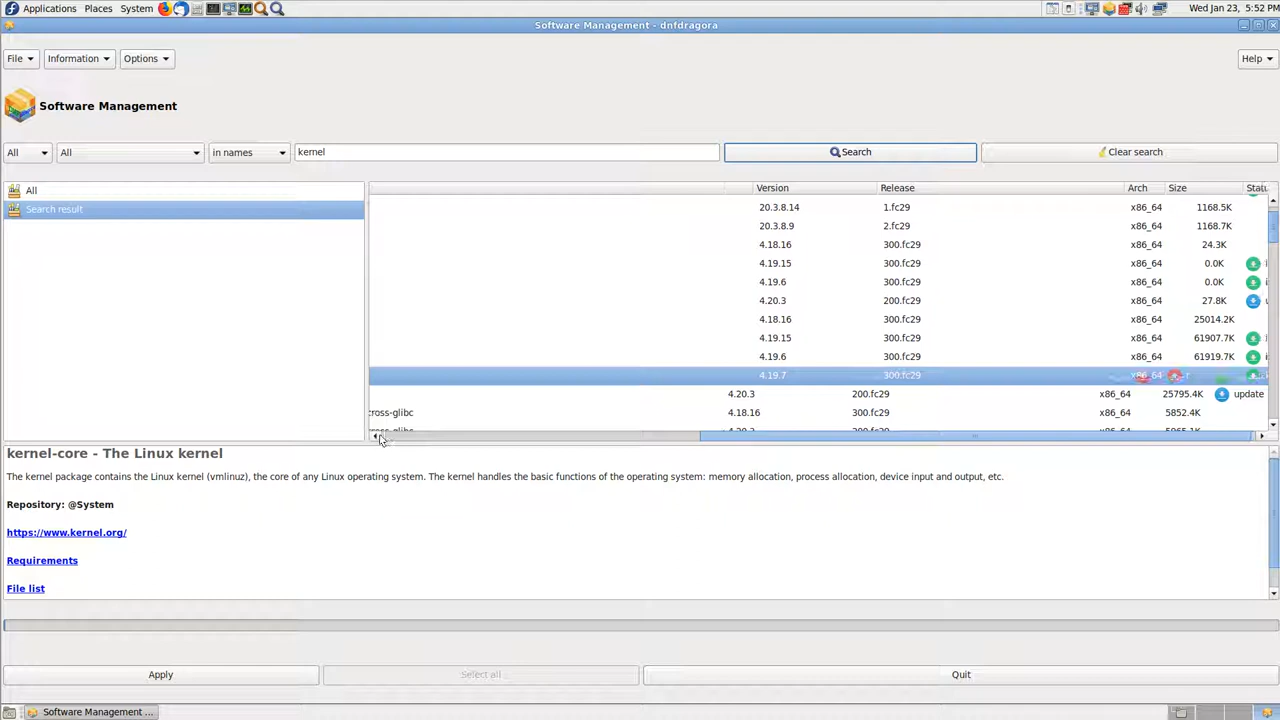 Applications Places System Wed Jan 23, 5:52 PM
Software Management - dnfdragora
File Information Options Help
Software Management
All All in names kernel Search Clear search
All
Search result
Version Release Arch Size
20.3.8.14 1.fc29 x86_64 1168.5K
20.3.8.9 2.fc29 x86_64 1168.7K
4.18.16 300.fc29 x86_64 24.3K
4.19.15 300.fc29 x86_64 0.0K
4.19.6 300.fc29 x86_64 0.0K
4.20.3 200.fc29 x86_64 27.8K
4.18.16 300.fc29 x86_64 25014.2K
4.19.15 300.fc29 x86_64 61907.7K
4.19.6 300.fc29 x86_64 61919.7K
4.19.7 300.fc29 x86_64
4.20.3 200.fc29 x86_64 25795.4K update
cross-glibc 4.18.16 300.fc29 x86_64 5852.4K
kernel-core - The Linux kernel
The kernel package contains the Linux kernel (vmlinuz), the core of any Linux operating system. The kernel handles the basic functions of the operating system: memory allocation, process allocation, device input and output, etc.
Repository: @System
https://www.kernel.org/
Requirements
File list
Apply Select all Quit
Software Management ...